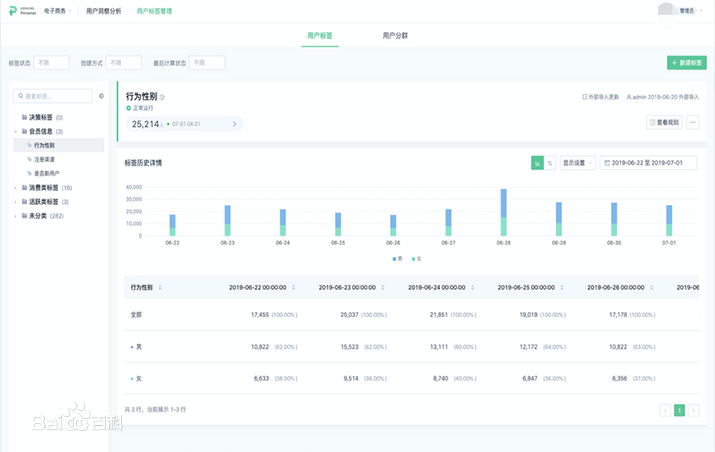 Personas
电子商务
用户洞察分析
用户标签管理
管理员
用户标签
用户分群
标签状态 不限
创建方式 不限
最后计算状态 不限
+ 新建标签
搜索标签...
决策标签 (0)
会员信息 (3)
行为性别
注册渠道
是否新用户
消费类标签 (16)
活跃类标签 (3)
未分类 (282)
行为性别
外部导入更新
admin 2019-06-20 外部导入
正常运行
25,214 人 07-01 04:31
查看规则
标签历史详情
%
显示设置
2019-06-22 至 2019-07-01
40,000
30,000
20,000
10,000
0
06-22 06-23 06-24 06-25 06-26 06-27 06-28 06-29 06-30 07-01
男 女
行为性别 2019-06-22 00:00:00 2019-06-23 00:00:00 2019-06-24 00:00:00 2019-06-25 00:00:00 2019-06-26 00:00:00 2019-06
全部 17,455 (100.00%) 25,037 (100.00%) 21,851 (100.00%) 19,019 (100.00%) 17,178 (100.00%)
男 10,822 (62.00%) 15,523 (62.00%) 13,111 (60.00%) 12,172 (64.00%) 10,822 (63.00%)
女 6,633 (38.00%) 9,514 (38.00%) 8,740 (40.00%) 6,847 (36.00%) 6,356 (37.00%)
共 3 行，当前展示 1-3 行
1
Baidu百科